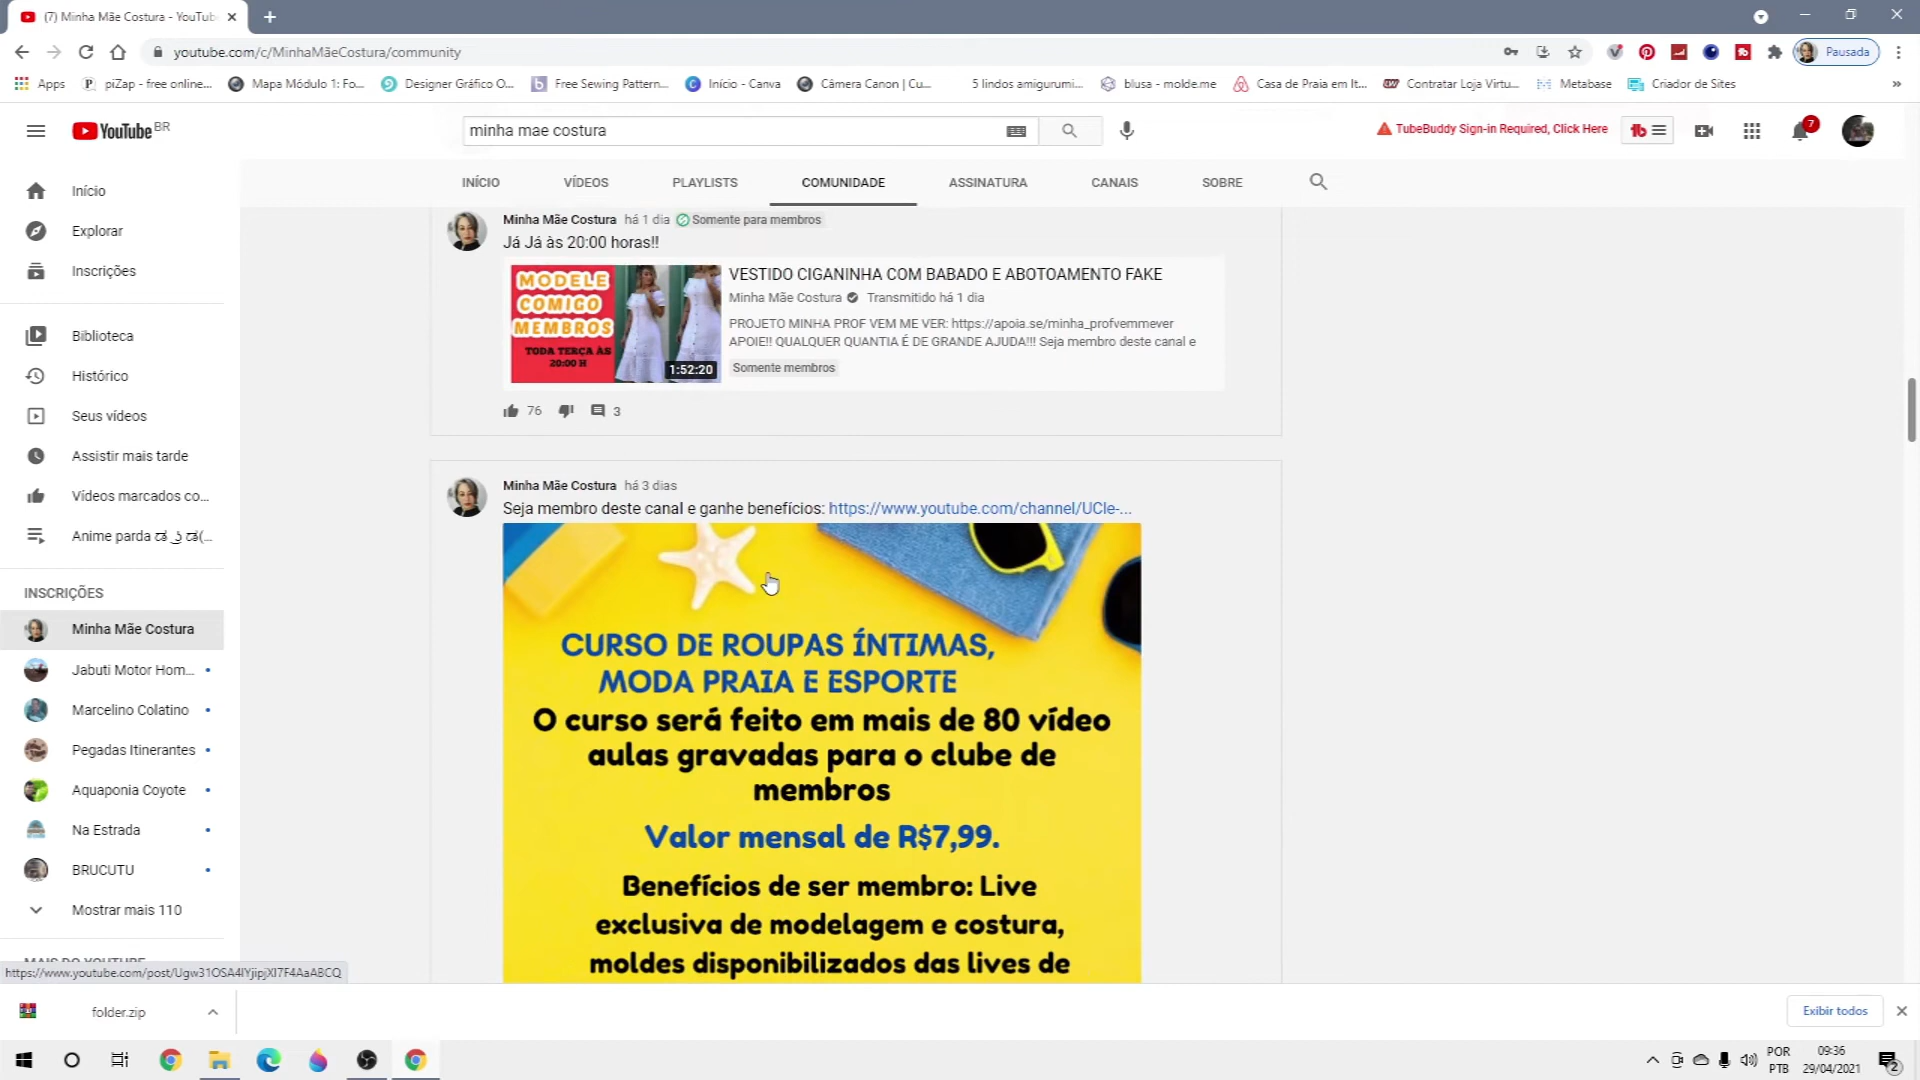 (7) Minha Mãe Costura - YouTub
youtube.com/c/MinhaMãeCostura/community
Pausada
Apps
piZap - free online...
Mapa Módulo 1: Fo...
Designer Gráfico O...
Free Sewing Pattern...
Início - Canva
Câmera Canon | Cu...
5 lindos amigurumi...
blusa - molde.me
Casa de Praia em It...
Contratar Loja Virtu...
Metabase
Criador de Sites
»
YouTube BR
minha mae costura
TubeBuddy Sign-in Required, Click Here
tb
7
INÍCIO
VÍDEOS
PLAYLISTS
COMUNIDADE
ASSINATURA
CANAIS
SOBRE
Início
Explorar
Inscrições
Biblioteca
Histórico
Seus vídeos
Assistir mais tarde
Vídeos marcados co...
Anime parda
INSCRIÇÕES
Minha Mãe Costura
Jabuti Motor Hom...
Marcelino Colatino
Pegadas Itinerantes
Aquaponia Coyote
Na Estrada
BRUCUTU
Mostrar mais 110
MAIS DO YOUTUBE
Minha Mãe Costura há 1 dia Somente para membros
Já Já às 20:00 horas!!
MODELE
COMIGO
MEMBROS
TODA TERÇA ÀS
20:00 H
1:52:20
VESTIDO CIGANINHA COM BABADO E ABOTOAMENTO FAKE
Minha Mãe Costura Transmitido há 1 dia
PROJETO MINHA PROF VEM ME VER: https://apoia.se/minha_profvemmever
APOIE!! QUALQUER QUANTIA É DE GRANDE AJUDA!!! Seja membro deste canal e
Somente membros
76
3
Minha Mãe Costura há 3 dias
Seja membro deste canal e ganhe benefícios: https://www.youtube.com/channel/UCIe-...
CURSO DE ROUPAS ÍNTIMAS,
MODA PRAIA E ESPORTE
O curso será feito em mais de 80 vídeo
aulas gravadas para o clube de
membros
Valor mensal de R$7,99.
Benefícios de ser membro: Live
exclusiva de modelagem e costura,
moldes disponibilizados das lives de
folder.zip
Exibir todos
POR
PTB
09:36
29/04/2021
2